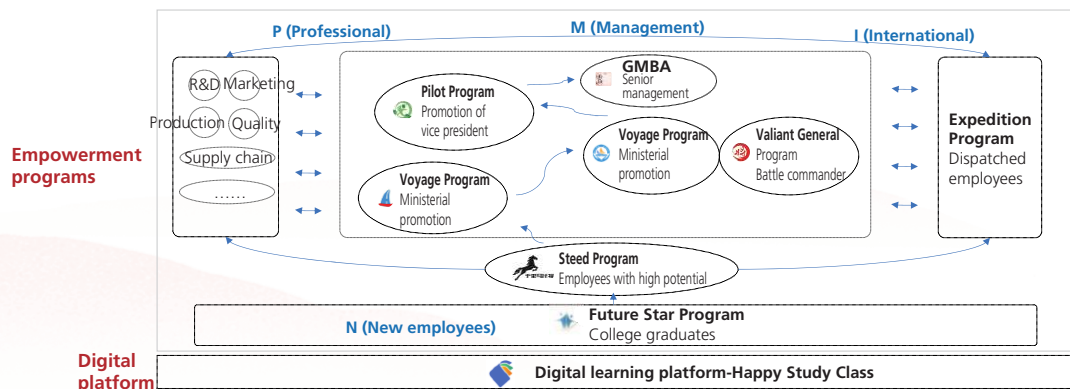 P (Professional)
M (Management)
I (International)
R&D
Marketing
Production
Quality
Supply chain
......
GMBA
Senior
management
Pilot Program
Promotion of
vice president
Voyage Program
Ministerial
promotion
Valiant General
Program
Battle commander
Voyage Program
Ministerial
promotion
Expedition
Program
Dispatched
employees
Empowerment
programs
Steed Program
Employees with high potential
N (New employees)
Future Star Program
College graduates
Digital
platform
Digital learning platform-Happy Study Class